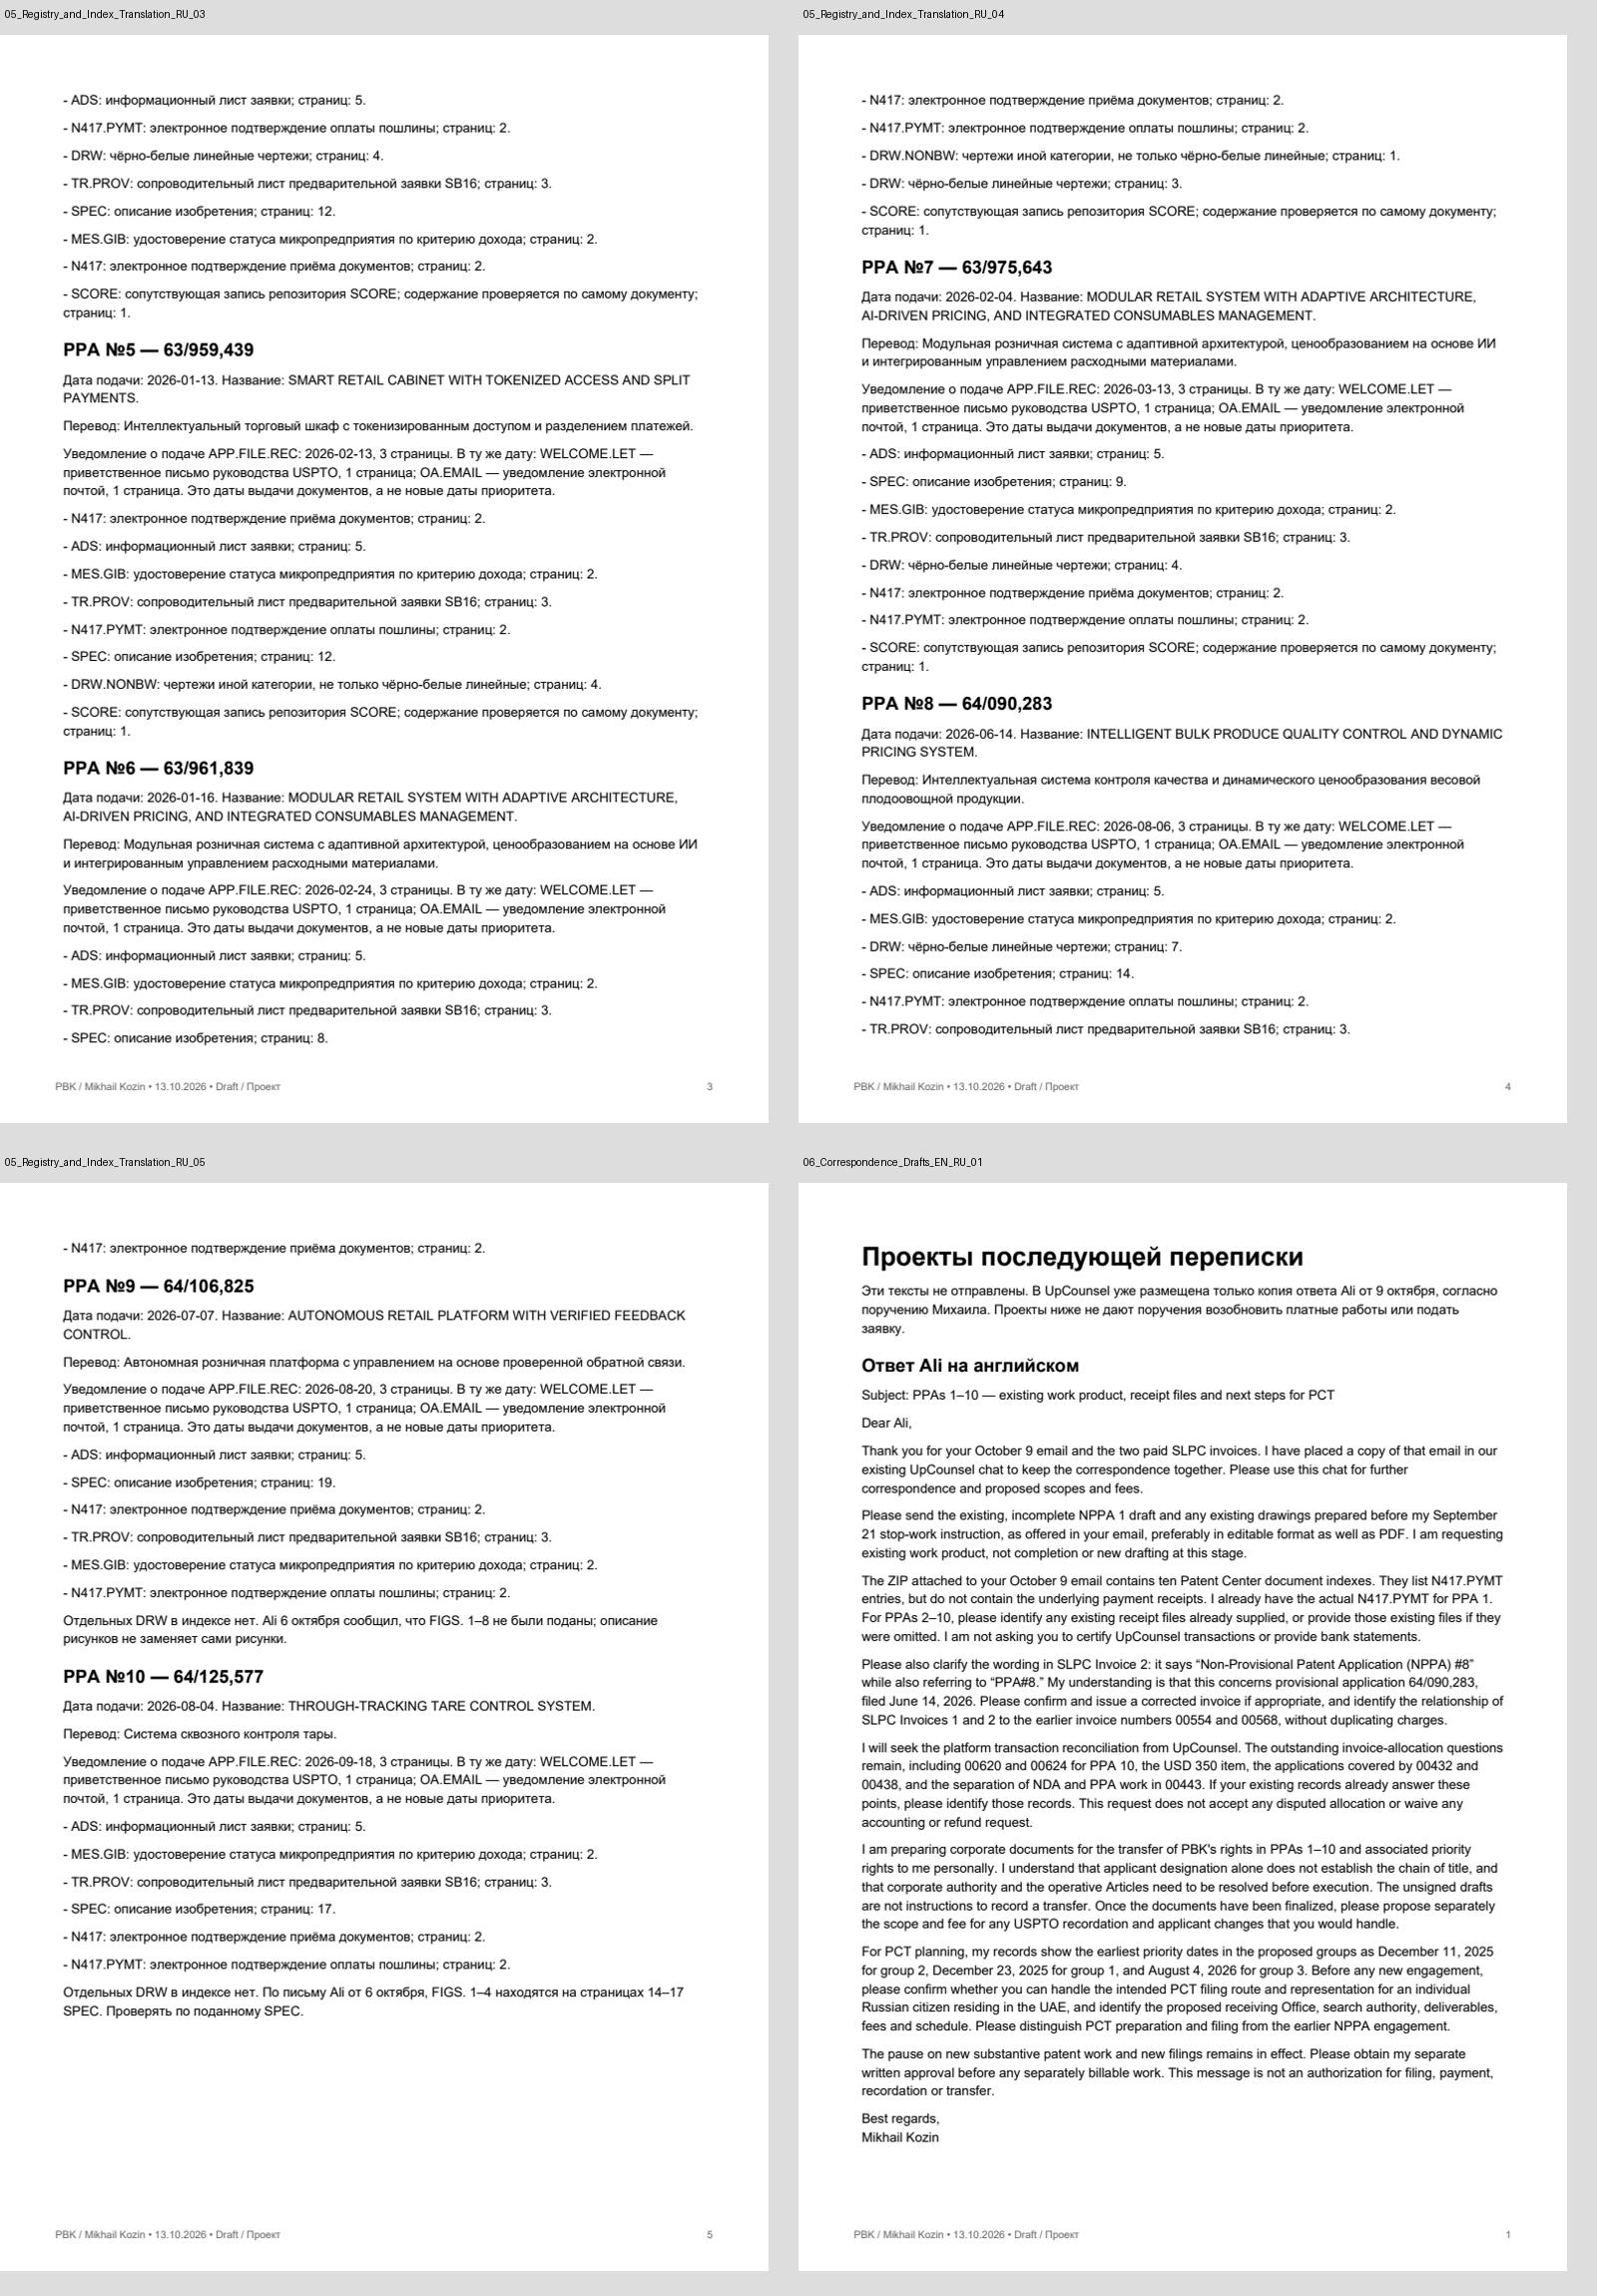 05_Registry_and_Index_Translation_RU_03
- ADS: информационный лист заявки; страниц: 5.
- N417.PYMT: электронное подтверждение оплаты пошлины; страниц: 2.
- DRW: чёрно-белые линейные чертежи; страниц: 4.
- TR.PROV: сопроводительный лист предварительной заявки SB16; страниц: 3.
- SPEC: описание изобретения; страниц: 12.
- MES.GIB: удостоверение статуса микропредприятия по критерию дохода; страниц: 2.
- N417: электронное подтверждение приёма документов; страниц: 2.
- SCORE: сопутствующая запись репозитория SCORE; содержание проверяется по самому документу;
страниц: 1.
PPA №5 — 63/959,439
Дата подачи: 2026-01-13. Название: SMART RETAIL CABINET WITH TOKENIZED ACCESS AND SPLIT
PAYMENTS.
Перевод: Интеллектуальный торговый шкаф с токенизированным доступом и разделением платежей.
Уведомление о подаче APP.FILE.REC: 2026-02-13, 3 страницы. В ту же дату: WELCOME.LET —
приветственное письмо руководства USPTO, 1 страница; OA.EMAIL — уведомление электронной
почтой, 1 страница. Это даты выдачи документов, а не новые даты приоритета.
- N417: электронное подтверждение приёма документов; страниц: 2.
- ADS: информационный лист заявки; страниц: 5.
- MES.GIB: удостоверение статуса микропредприятия по критерию дохода; страниц: 2.
- TR.PROV: сопроводительный лист предварительной заявки SB16; страниц: 3.
- N417.PYMT: электронное подтверждение оплаты пошлины; страниц: 2.
- SPEC: описание изобретения; страниц: 12.
- DRW.NONBW: чертежи иной категории, не только чёрно-белые линейные; страниц: 4.
- SCORE: сопутствующая запись репозитория SCORE; содержание проверяется по самому документу;
страниц: 1.
PPA №6 — 63/961,839
Дата подачи: 2026-01-16. Название: MODULAR RETAIL SYSTEM WITH ADAPTIVE ARCHITECTURE,
AI-DRIVEN PRICING, AND INTEGRATED CONSUMABLES MANAGEMENT.
Перевод: Модульная розничная система с адаптивной архитектурой, ценообразованием на основе ИИ
и интегрированным управлением расходными материалами.
Уведомление о подаче APP.FILE.REC: 2026-02-24, 3 страницы. В ту же дату: WELCOME.LET —
приветственное письмо руководства USPTO, 1 страница; OA.EMAIL — уведомление электронной
почтой, 1 страница. Это даты выдачи документов, а не новые даты приоритета.
- ADS: информационный лист заявки; страниц: 5.
- MES.GIB: удостоверение статуса микропредприятия по критерию дохода; страниц: 2.
- TR.PROV: сопроводительный лист предварительной заявки SB16; страниц: 3.
- SPEC: описание изобретения; страниц: 8.
PBK / Mikhail Kozin • 13.10.2026 • Draft / Проект 3
05_Registry_and_Index_Translation_RU_04
- N417: электронное подтверждение приёма документов; страниц: 2.
- N417.PYMT: электронное подтверждение оплаты пошлины; страниц: 2.
- DRW.NONBW: чертежи иной категории, не только чёрно-белые линейные; страниц: 1.
- DRW: чёрно-белые линейные чертежи; страниц: 3.
- SCORE: сопутствующая запись репозитория SCORE; содержание проверяется по самому документу;
страниц: 1.
PPA №7 — 63/975,643
Дата подачи: 2026-02-04. Название: MODULAR RETAIL SYSTEM WITH ADAPTIVE ARCHITECTURE,
AI-DRIVEN PRICING, AND INTEGRATED CONSUMABLES MANAGEMENT.
Перевод: Модульная розничная система с адаптивной архитектурой, ценообразованием на основе ИИ
и интегрированным управлением расходными материалами.
Уведомление о подаче APP.FILE.REC: 2026-03-13, 3 страницы. В ту же дату: WELCOME.LET —
приветственное письмо руководства USPTO, 1 страница; OA.EMAIL — уведомление электронной
почтой, 1 страница. Это даты выдачи документов, а не новые даты приоритета.
- ADS: информационный лист заявки; страниц: 5.
- SPEC: описание изобретения; страниц: 9.
- MES.GIB: удостоверение статуса микропредприятия по критерию дохода; страниц: 2.
- TR.PROV: сопроводительный лист предварительной заявки SB16; страниц: 3.
- DRW: чёрно-белые линейные чертежи; страниц: 4.
- N417: электронное подтверждение приёма документов; страниц: 2.
- N417.PYMT: электронное подтверждение оплаты пошлины; страниц: 2.
- SCORE: сопутствующая запись репозитория SCORE; содержание проверяется по самому документу;
страниц: 1.
PPA №8 — 64/090,283
Дата подачи: 2026-06-14. Название: INTELLIGENT BULK PRODUCE QUALITY CONTROL AND DYNAMIC
PRICING SYSTEM.
Перевод: Интеллектуальная система контроля качества и динамического ценообразования весовой
плодоовощной продукции.
Уведомление о подаче APP.FILE.REC: 2026-08-06, 3 страницы. В ту же дату: WELCOME.LET —
приветственное письмо руководства USPTO, 1 страница; OA.EMAIL — уведомление электронной
почтой, 1 страница. Это даты выдачи документов, а не новые даты приоритета.
- ADS: информационный лист заявки; страниц: 5.
- MES.GIB: удостоверение статуса микропредприятия по критерию дохода; страниц: 2.
- DRW: чёрно-белые линейные чертежи; страниц: 7.
- SPEC: описание изобретения; страниц: 14.
- N417.PYMT: электронное подтверждение оплаты пошлины; страниц: 2.
- TR.PROV: сопроводительный лист предварительной заявки SB16; страниц: 3.
PBK / Mikhail Kozin • 13.10.2026 • Draft / Проект 4
05_Registry_and_Index_Translation_RU_05
- N417: электронное подтверждение приёма документов; страниц: 2.
PPA №9 — 64/106,825
Дата подачи: 2026-07-07. Название: AUTONOMOUS RETAIL PLATFORM WITH VERIFIED FEEDBACK
CONTROL.
Перевод: Автономная розничная платформа с управлением на основе проверенной обратной связи.
Уведомление о подаче APP.FILE.REC: 2026-08-20, 3 страницы. В ту же дату: WELCOME.LET —
приветственное письмо руководства USPTO, 1 страница; OA.EMAIL — уведомление электронной
почтой, 1 страница. Это даты выдачи документов, а не новые даты приоритета.
- ADS: информационный лист заявки; страниц: 5.
- SPEC: описание изобретения; страниц: 19.
- N417: электронное подтверждение приёма документов; страниц: 2.
- TR.PROV: сопроводительный лист предварительной заявки SB16; страниц: 3.
- MES.GIB: удостоверение статуса микропредприятия по критерию дохода; страниц: 2.
- N417.PYMT: электронное подтверждение оплаты пошлины; страниц: 2.
Отдельных DRW в индексе нет. Ali 6 октября сообщил, что FIGS. 1–8 не были поданы; описание
рисунков не заменяет сами рисунки.
PPA №10 — 64/125,577
Дата подачи: 2026-08-04. Название: THROUGH-TRACKING TARE CONTROL SYSTEM.
Перевод: Система сквозного контроля тары.
Уведомление о подаче APP.FILE.REC: 2026-09-18, 3 страницы. В ту же дату: WELCOME.LET —
приветственное письмо руководства USPTO, 1 страница; OA.EMAIL — уведомление электронной
почтой, 1 страница. Это даты выдачи документов, а не новые даты приоритета.
- ADS: информационный лист заявки; страниц: 5.
- MES.GIB: удостоверение статуса микропредприятия по критерию дохода; страниц: 2.
- TR.PROV: сопроводительный лист предварительной заявки SB16; страниц: 3.
- SPEC: описание изобретения; страниц: 17.
- N417: электронное подтверждение приёма документов; страниц: 2.
- N417.PYMT: электронное подтверждение оплаты пошлины; страниц: 2.
Отдельных DRW в индексе нет. По письму Ali от 6 октября, FIGS. 1–4 находятся на страницах 14–17
SPEC. Проверять по поданному SPEC.
PBK / Mikhail Kozin • 13.10.2026 • Draft / Проект 5
06_Correspondence_Drafts_EN_RU_01
Проекты последующей переписки
Эти тексты не отправлены. В UpCounsel уже размещена только копия ответа Ali от 9 октября, согласно
поручению Михаила. Проекты ниже не дают поручения возобновить платные работы или подать
заявку.
Ответ Ali на английском
Subject: PPAs 1–10 — existing work product, receipt files and next steps for PCT
Dear Ali,
Thank you for your October 9 email and the two paid SLPC invoices. I have placed a copy of that email in our
existing UpCounsel chat to keep the correspondence together. Please use this chat for further
correspondence and proposed scopes and fees.
Please send the existing, incomplete NPPA 1 draft and any existing drawings prepared before my September
21 stop-work instruction, as offered in your email, preferably in editable format as well as PDF. I am requesting
existing work product, not completion or new drafting at this stage.
The ZIP attached to your October 9 email contains ten Patent Center document indexes. They list N417.PYMT
entries, but do not contain the underlying payment receipts. I already have the actual N417.PYMT for PPA 1.
For PPAs 2–10, please identify any existing receipt files already supplied, or provide those existing files if they
were omitted. I am not asking you to certify UpCounsel transactions or provide bank statements.
Please also clarify the wording in SLPC Invoice 2: it says “Non-Provisional Patent Application (NPPA) #8”
while also referring to “PPA#8.” My understanding is that this concerns provisional application 64/090,283,
filed June 14, 2026. Please confirm and issue a corrected invoice if appropriate, and identify the relationship of
SLPC Invoices 1 and 2 to the earlier invoice numbers 00554 and 00568, without duplicating charges.
I will seek the platform transaction reconciliation from UpCounsel. The outstanding invoice-allocation questions
remain, including 00620 and 00624 for PPA 10, the USD 350 item, the applications covered by 00432 and
00438, and the separation of NDA and PPA work in 00443. If your existing records already answer these
points, please identify those records. This request does not accept any disputed allocation or waive any
accounting or refund request.
I am preparing corporate documents for the transfer of PBK's rights in PPAs 1–10 and associated priority
rights to me personally. I understand that applicant designation alone does not establish the chain of title, and
that corporate authority and the operative Articles need to be resolved before execution. The unsigned drafts
are not instructions to record a transfer. Once the documents have been finalized, please propose separately
the scope and fee for any USPTO recordation and applicant changes that you would handle.
For PCT planning, my records show the earliest priority dates in the proposed groups as December 11, 2025
for group 2, December 23, 2025 for group 1, and August 4, 2026 for group 3. Before any new engagement,
please confirm whether you can handle the intended PCT filing route and representation for an individual
Russian citizen residing in the UAE, and identify the proposed receiving Office, search authority, deliverables,
fees and schedule. Please distinguish PCT preparation and filing from the earlier NPPA engagement.
The pause on new substantive patent work and new filings remains in effect. Please obtain my separate
written approval before any separately billable work. This message is not an authorization for filing, payment,
recordation or transfer.
Best regards,
Mikhail Kozin
PBK / Mikhail Kozin • 13.10.2026 • Draft / Проект 1